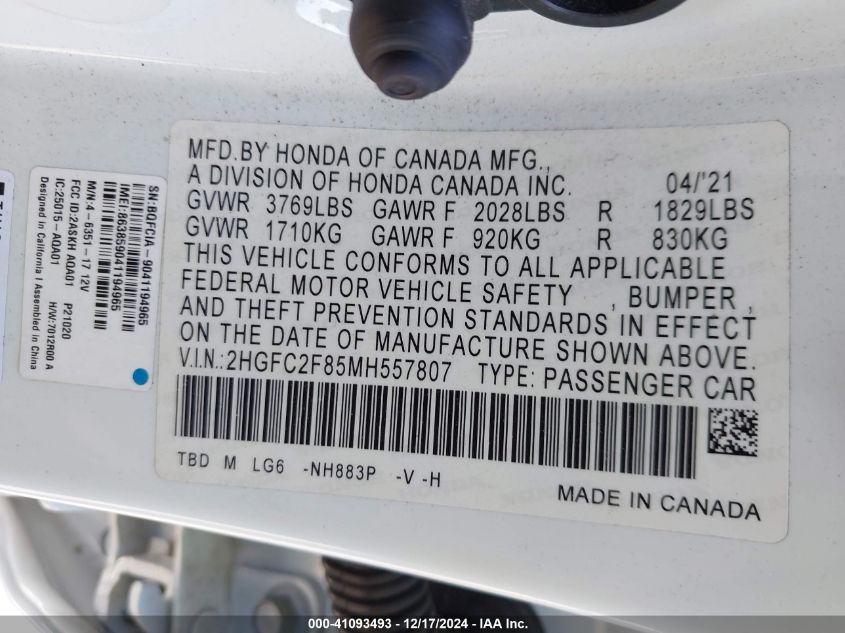 MFD.BY HONDA OF CANADA MFG.,
A DIVISION OF HONDA CANADA INC. 04/'21
GVWR 3769LBS GAWR F 2028LBS R 1829LBS
GVWR 1710KG GAWR F 920KG R 830KG
THIS VEHICLE CONFORMS TO ALL APPLICABLE
FEDERAL MOTOR VEHICLE SAFETY , BUMPER ,
AND THEFT PREVENTION STANDARDS IN EFFECT
ON THE DATE OF MANUFACTURE SHOWN ABOVE.
V.I.N.:2HGFC2F85MH557807 TYPE: PASSENGER CAR
TBD M LG6 -NH883P -V -H
MADE IN CANADA
SN:BQFCIA-9041194965
IMEI:863859041194965
M/N:4-6351-17 12V
FCC ID:2ASKH AQA01 P21020
IC:25015-AQA01 H/W:7012R00 A
Designed in California | Assembled in China
000-41093493 - 12/17/2024 - IAA Inc.